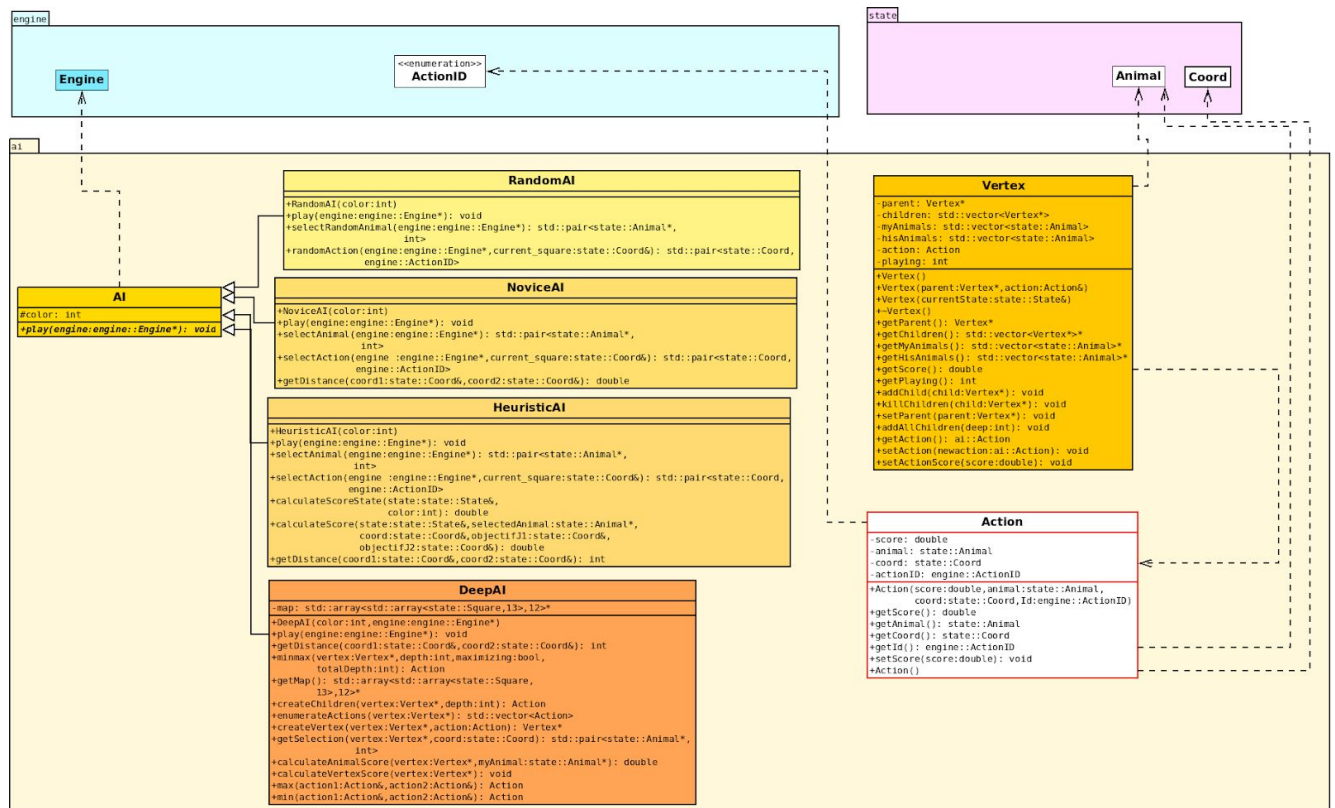 engine
Engine
<<enumeration>>
ActionID
state
Animal
Coord
ai
AI
#color: int
+play(engine:engine::Engine*): void
RandomAI
+RandomAI(color:int)
+play(engine:engine::Engine*): void
+selectRandomAnimal(engine:engine::Engine*): std::pair<state::Animal*,
int>
+randomAction(engine:engine::Engine*,current_square:state::Coord&): std::pair<state::Coord,
engine::ActionID>
NoviceAI
+NoviceAI(color:int)
+play(engine:engine::Engine*): void
+selectAnimal(engine:engine::Engine*): std::pair<state::Animal*,
int>
+selectAction(engine :engine::Engine*,current_square:state::Coord&): std::pair<state::Coord,
engine::ActionID>
+getDistance(coord1:state::Coord&,coord2:state::Coord&): double
HeuristicAI
+HeuristicAI(color:int)
+play(engine:engine::Engine*): void
+selectAnimal(engine:engine::Engine*): std::pair<state::Animal*,
int>
+selectAction(engine :engine::Engine*,current_square:state::Coord&): std::pair<state::Coord,
engine::ActionID>
+calculateScoreState(state:state::State&,
color:int): double
+calculateScore(state:state::State&,selectedAnimal:state::Animal*,
coord:state::Coord&,objectifJ1:state::Coord&,
objectifJ2:state::Coord&): double
+getDistance(coord1:state::Coord&,coord2:state::Coord&): int
DeepAI
-map: std::array<std::array<state::Square,13>,12>*
+DeepAI(color:int,engine:engine::Engine*)
+play(engine:engine::Engine*): void
+getDistance(coord1:state::Coord&,coord2:state::Coord&): int
+minmax(vertex:Vertex*,depth:int,maximizing:bool,
totalDepth:int): Action
+getMap(): std::array<std::array<state::Square,
13>,12>*
+createChildren(vertex:Vertex*,depth:int): Action
+enumerateActions(vertex:Vertex*): std::vector<Action>
+createVertex(vertex:Vertex*,action:Action): Vertex*
+getSelection(vertex:Vertex*,coord:state::Coord): std::pair<state::Animal*,
int>
+calculateAnimalScore(vertex:Vertex*,myAnimal:state::Animal*): double
+calculateVertexScore(vertex:Vertex*): void
+max(action1:Action&,action2:Action&): Action
+min(action1:Action&,action2:Action&): Action
Vertex
-parent: Vertex*
-children: std::vector<Vertex*>
-myAnimals: std::vector<state::Animal>
-hisAnimals: std::vector<state::Animal>
-action: Action
-playing: int
+Vertex()
+Vertex(parent:Vertex*,action:Action&)
+Vertex(currentState:state::State&)
+~Vertex()
+getParent(): Vertex*
+getChildren(): std::vector<Vertex*>*
+getMyAnimals(): std::vector<state::Animal>*
+getHisAnimals(): std::vector<state::Animal>*
+getScore(): double
+getPlaying(): int
+addChild(child:Vertex*): void
+killChildren(child:Vertex*): void
+setParent(parent:Vertex*): void
+addAllChildren(deep:int): void
+getAction(): ai::Action
+setAction(newaction:ai::Action): void
+setActionScore(score:double): void
Action
-score: double
-animal: state::Animal
-coord: state::Coord
-actionID: engine::ActionID
+Action(score:double,animal:state::Animal,
coord:state::Coord,Id:engine::ActionID)
+getScore(): double
+getAnimal(): state::Animal
+getCoord(): state::Coord
+getId(): engine::ActionID
+setScore(score:double): void
+Action()